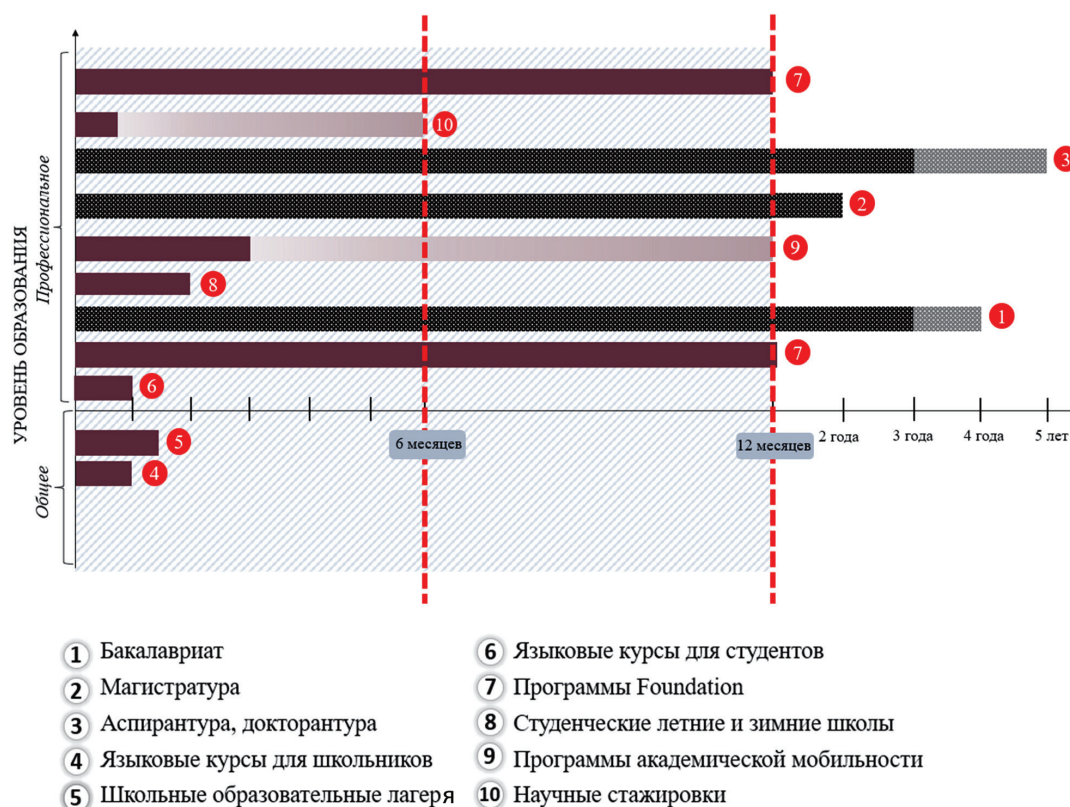 УРОВЕНЬ ОБРАЗОВАНИЯ
Профессиональное
Общее
7
10
3
2
9
8
1
7
6
5
4
6 месяцев
12 месяцев
2 года
3 года
4 года
5 лет
1 Бакалавриат
2 Магистратура
3 Аспирантура, докторантура
4 Языковые курсы для школьников
5 Школьные образовательные лагеря
6 Языковые курсы для студентов
7 Программы Foundation
8 Студенческие летние и зимние школы
9 Программы академической мобильности
10 Научные стажировки